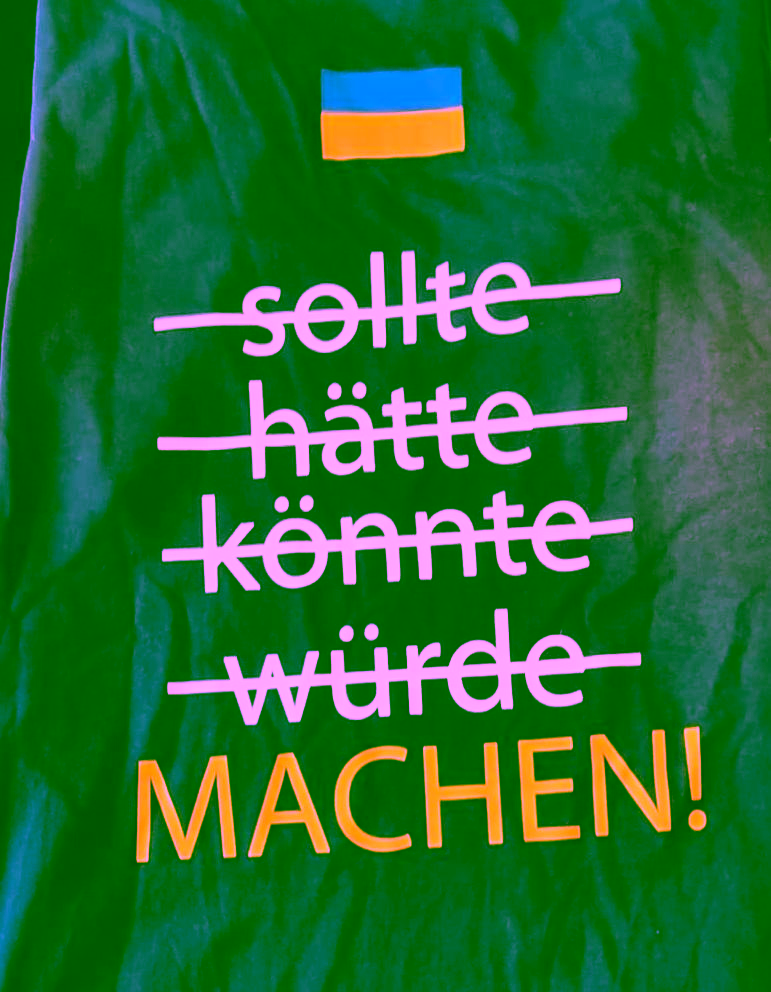 sollte
hätte
könnte
würde
MACHEN!